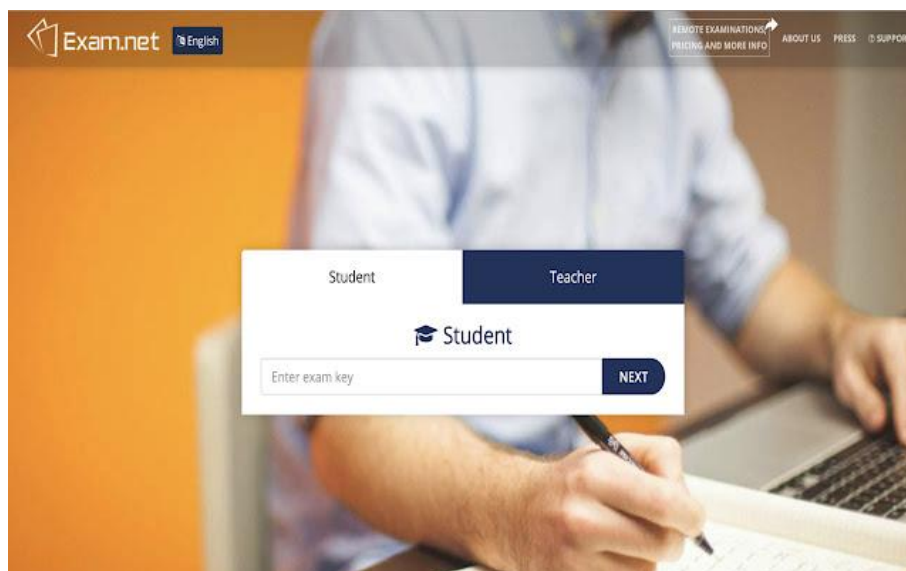 Exam.net
English
REMOTE EXAMINATIONS,
PRICING AND MORE INFO
ABOUT US
PRESS
SUPPOR
Student
Teacher
Student
Enter exam key
NEXT